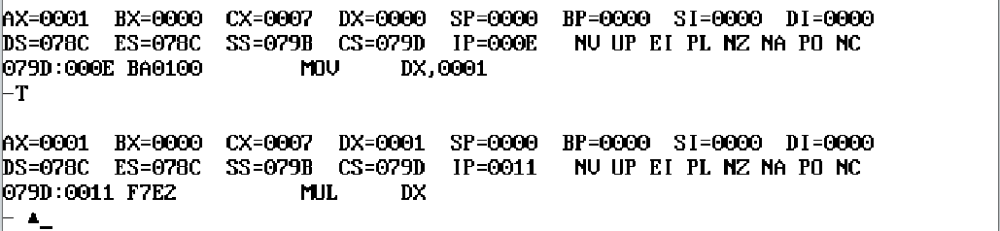 AX=0001 BX=0000 CX=0007 DX=0000 SP=0000 BP=0000 SI=0000 DI=0000
DS=078C ES=078C SS=079B CS=079D IP=000E NV UP EI PL NZ NA PO NC
079D:000E BA0100 MOV DX,0001
-T
AX=0001 BX=0000 CX=0007 DX=0001 SP=0000 BP=0000 SI=0000 DI=0000
DS=078C ES=078C SS=079B CS=079D IP=0011 NV UP EI PL NZ NA PO NC
079D:0011 F7E2 MUL DX
- ▲_